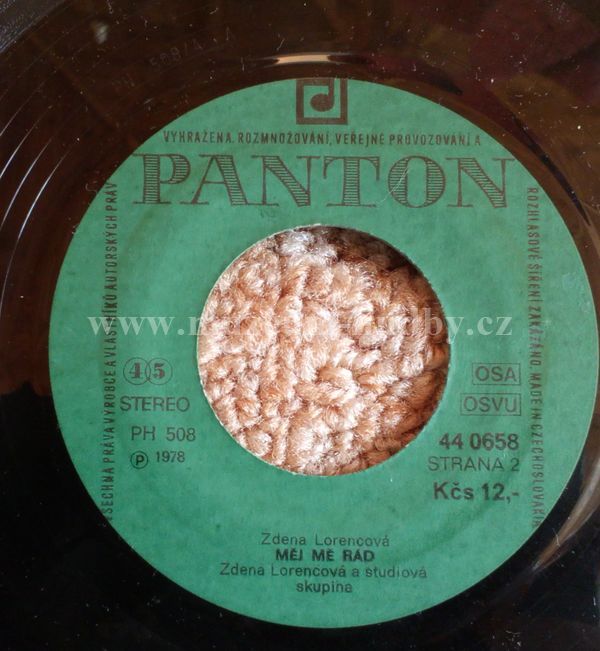 VYHRAŽENA. ROZMNOŽOVÁNÍ, VEŘEJNÉ PROVOZOVÁNÍ A
PANTON
VŠECHNA PRÁVA VÝROBCE A VLASTNÍKŮ AUTORSKÝCH PRÁV
ROZHLASOVÉ ŠÍŘENÍ ZAKÁZÁNO. MADE IN CZECHOSLOVAKIA
45
STEREO
PH 508
Ⓟ 1978
OSA
OSVU
44 0658
STRANA 2
Kčs 12,-
Zdena Lorencová
MĚJ MĚ RÁD
Zdena Lorencová a studiová
skupina